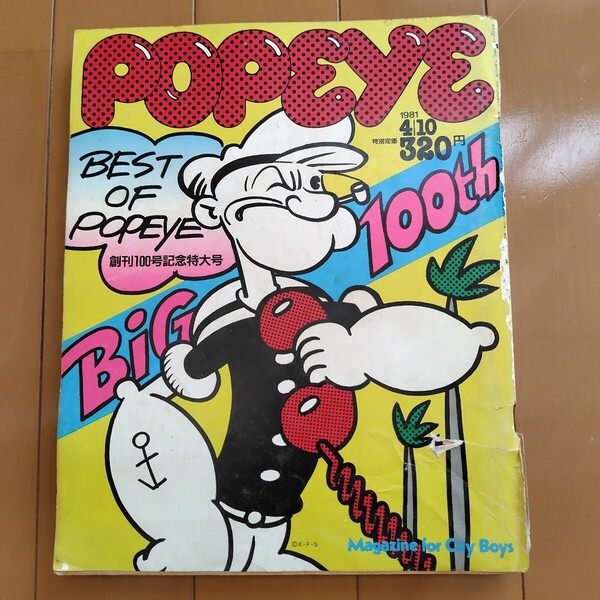 POPEYE
1981
4/10
特別定価 320円
BEST
OF
POPEYE
創刊100号記念特大号
BiG 100th
©K·F·S
Magazine for City Boys